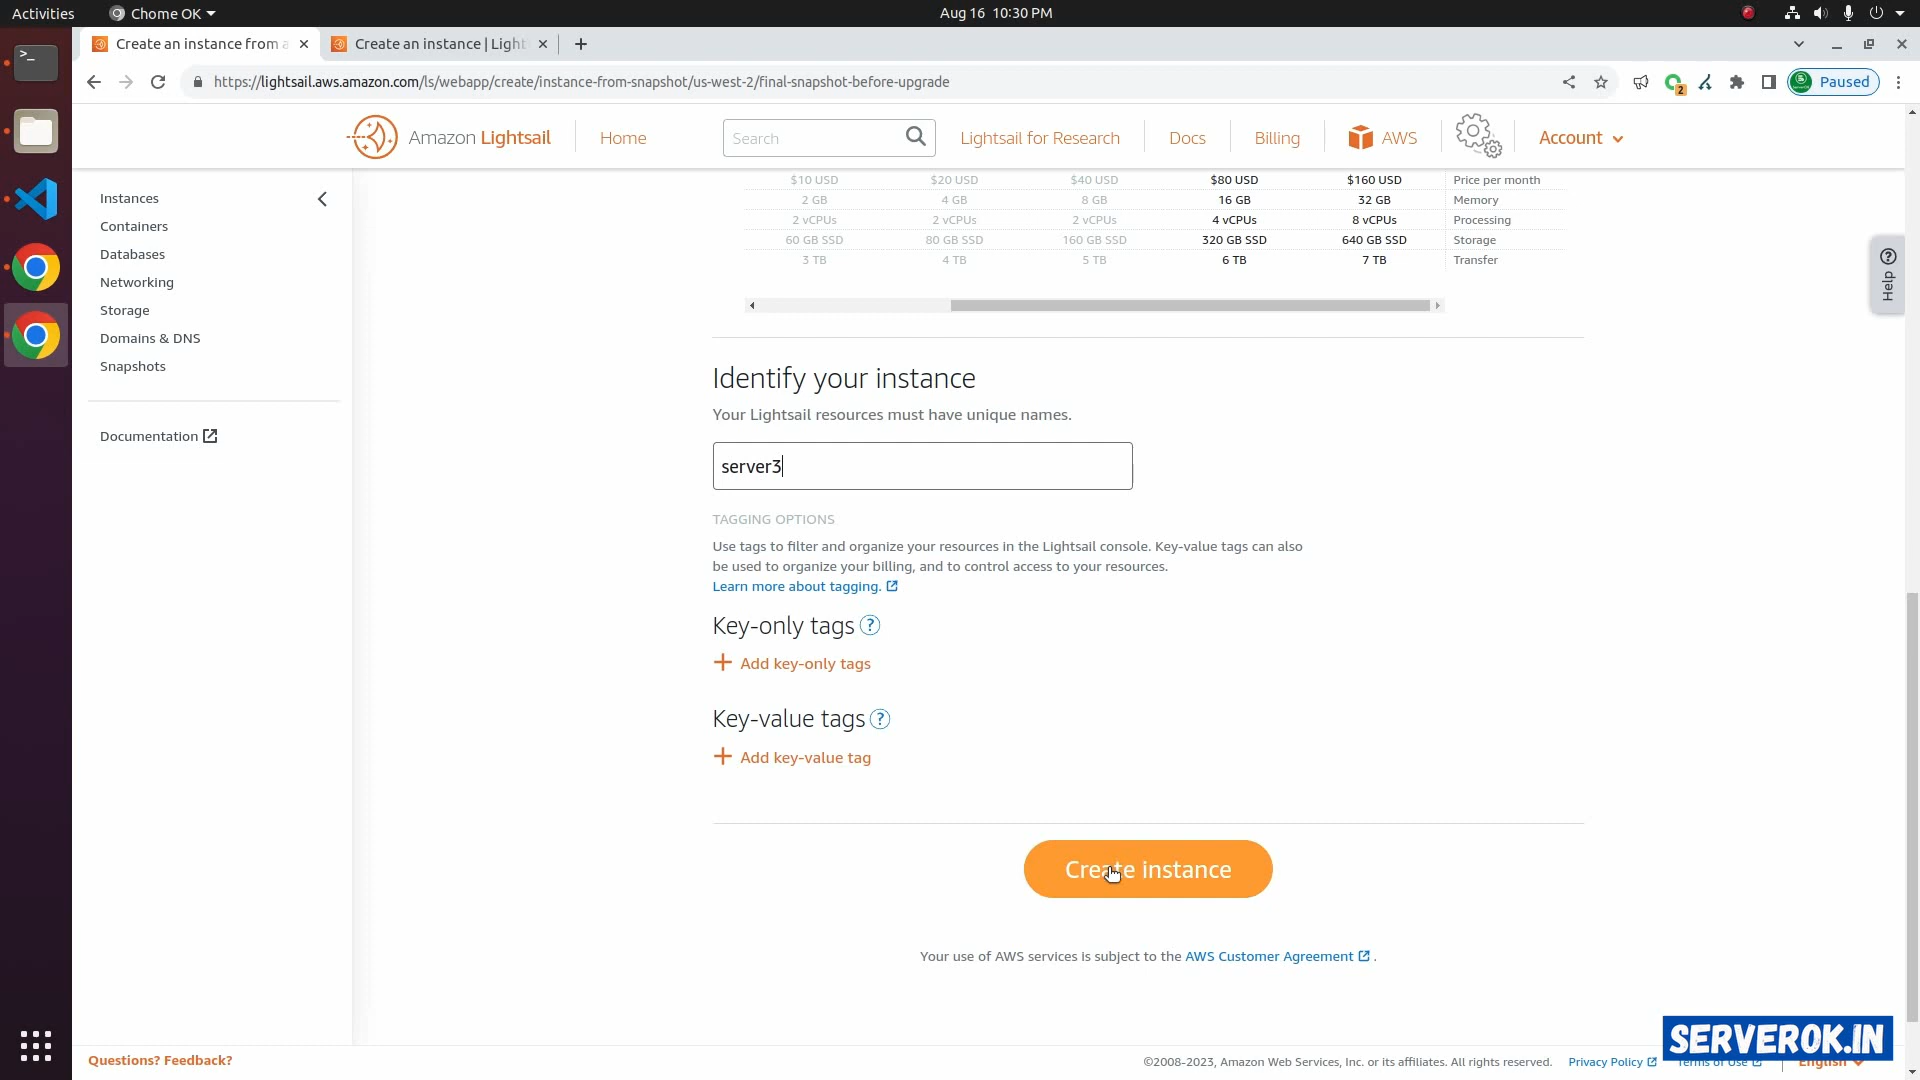 Activities
Chome OK
Aug 16 10:30 PM
Create an instance from a
Create an instance | Light
https://lightsail.aws.amazon.com/ls/webapp/create/instance-from-snapshot/us-west-2/final-snapshot-before-upgrade
2
Paused
Amazon Lightsail
Home
Search
Lightsail for Research
Docs
Billing
AWS
Account
Instances
Containers
Databases
Networking
Storage
Domains & DNS
Snapshots
Documentation
$10 USD $20 USD $40 USD $80 USD $160 USD Price per month
2 GB 4 GB 8 GB 16 GB 32 GB Memory
2 vCPUs 2 vCPUs 2 vCPUs 4 vCPUs 8 vCPUs Processing
60 GB SSD 80 GB SSD 160 GB SSD 320 GB SSD 640 GB SSD Storage
3 TB 4 TB 5 TB 6 TB 7 TB Transfer
Help
Identify your instance
Your Lightsail resources must have unique names.
server3
TAGGING OPTIONS
Use tags to filter and organize your resources in the Lightsail console. Key-value tags can also
be used to organize your billing, and to control access to your resources.
Learn more about tagging.
Key-only tags
Add key-only tags
Key-value tags
Add key-value tag
Create instance
Your use of AWS services is subject to the AWS Customer Agreement .
SERVEROK.IN
Questions? Feedback?
©2008-2023, Amazon Web Services, Inc. or its affiliates. All rights reserved.
Privacy Policy
Terms of Use
English